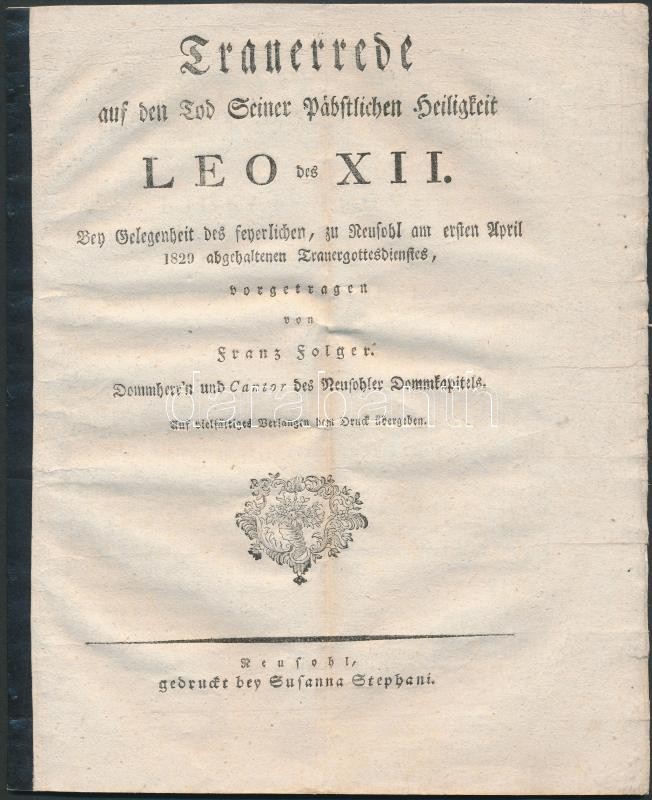 Trauerrede
auf den Tod Seiner Päbstlichen Heiligkeit
LEO des XII.
Bey Gelegenheit des feyerlichen, zu Neusohl am ersten April
1829 abgehaltenen Trauergottesdienstes,
vorgetragen
von
Franz Folger.
Dommherr'n und Cantor des Neusohler Dommkapitels.
darabanth
Auf vielfältiges Verlangen dem Druck übergeben.
Neusohl,
gedruckt bey Susanna Stephani.